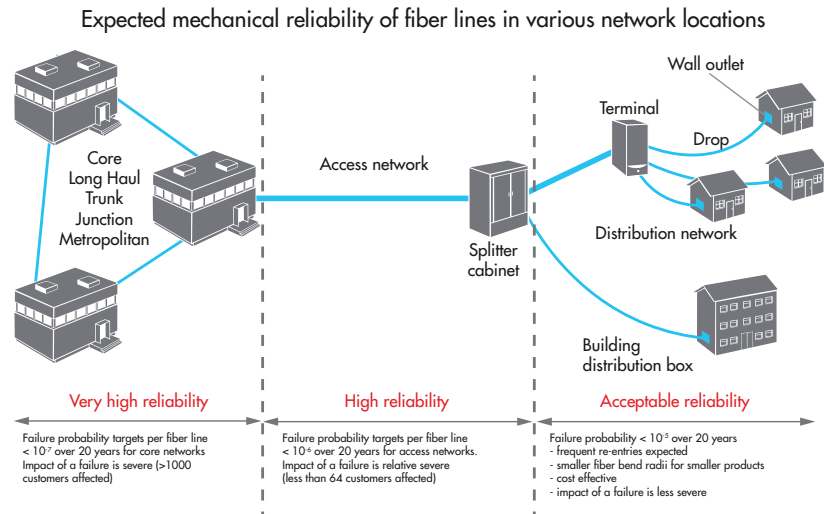 Expected mechanical reliability of fiber lines in various network locations
Core
Long Haul
Trunk
Junction
Metropolitan
Access network
Splitter
cabinet
Terminal
Wall outlet
Drop
Distribution network
Building
distribution box
Very high reliability
Failure probability targets per fiber line
< 10⁻⁷ over 20 years for core networks
Impact of a failure is severe (>1000
customers affected)
High reliability
Failure probability targets per fiber line
< 10⁻⁶ over 20 years for access networks.
Impact of a failure is relative severe
(less than 64 customers affected)
Acceptable reliability
Failure probability < 10⁻⁵ over 20 years
- frequent re-entries expected
- smaller fiber bend radii for smaller products
- cost effective
- impact of a failure is less severe